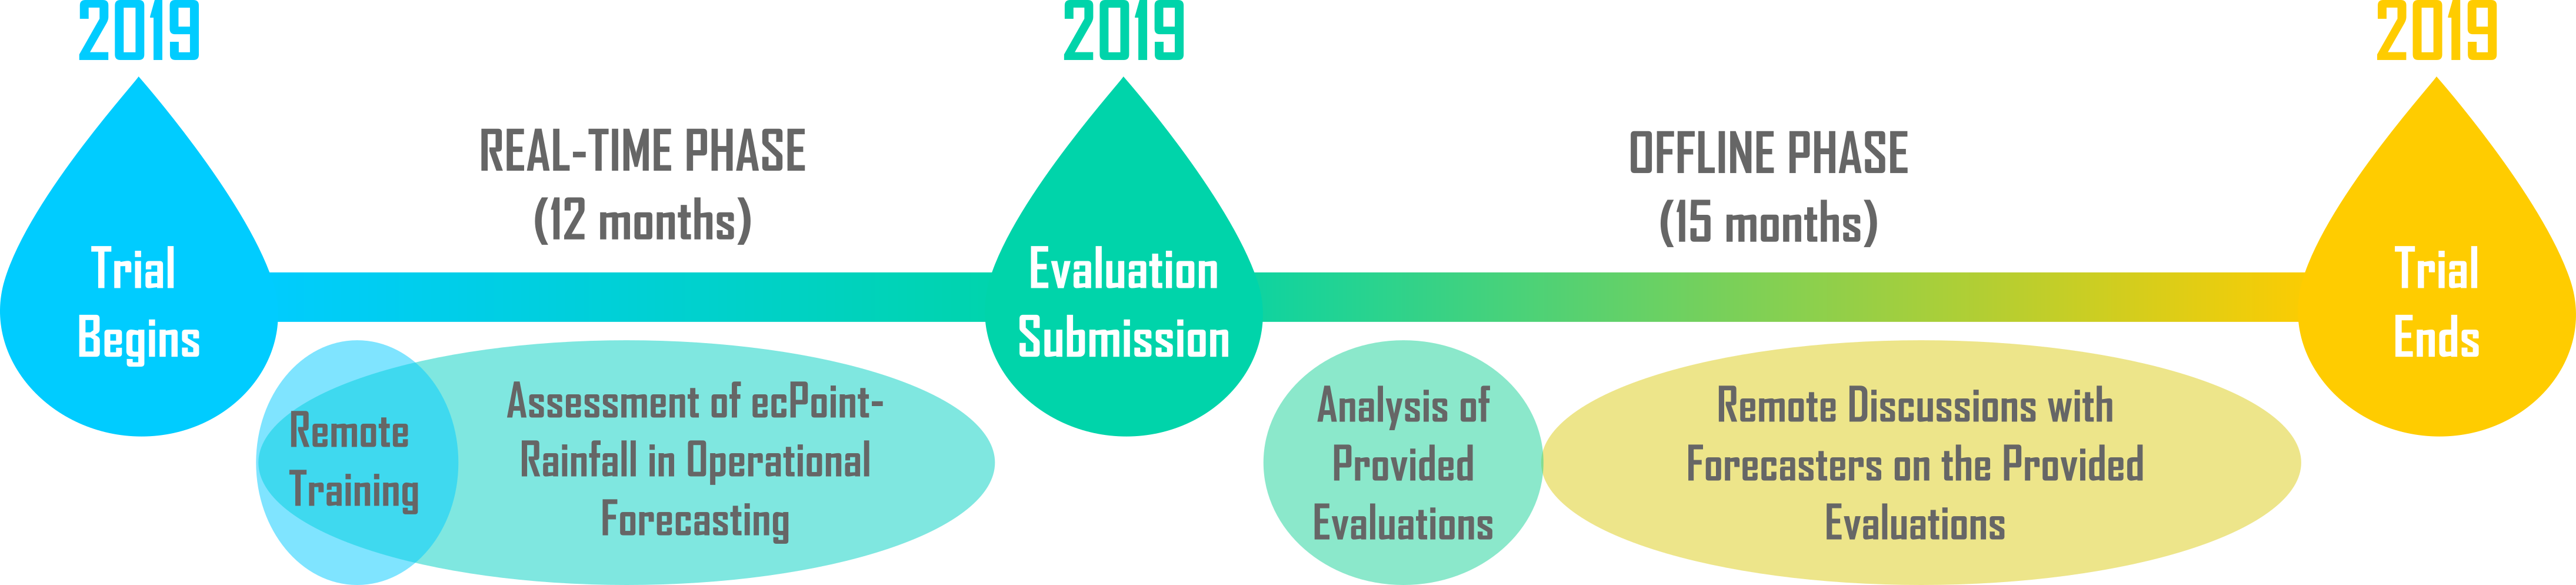 2019
2019
2019
REAL-TIME PHASE
(12 months)
OFFLINE PHASE
(15 months)
Trial
Begins
Evaluation
Submission
Trial
Ends
Remote
Training
Assessment of ecPoint-
Rainfall in Operational
Forecasting
Analysis of
Provided
Evaluations
Remote Discussions with
Forecasters on the Provided
Evaluations